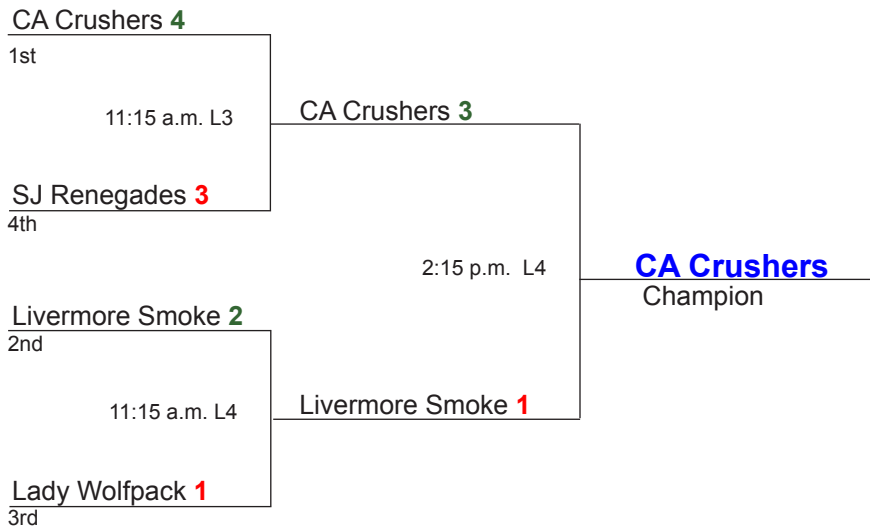 CA Crushers 4
1st
11:15 a.m. L3
CA Crushers 3
SJ Renegades 3
4th
2:15 p.m. L4
CA Crushers
Champion
Livermore Smoke 2
2nd
11:15 a.m. L4
Livermore Smoke 1
Lady Wolfpack 1
3rd